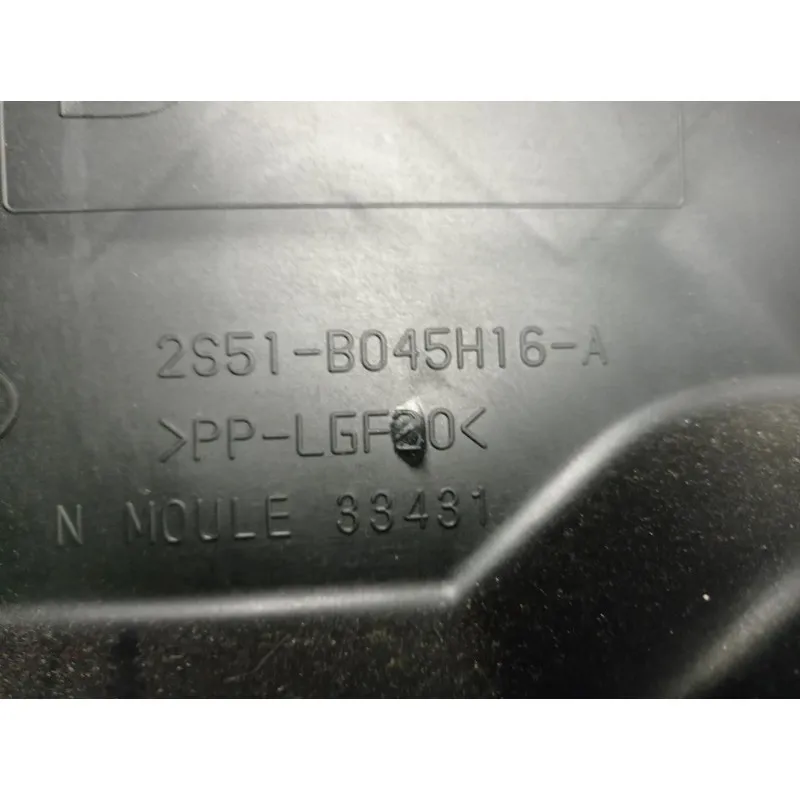 2S51-B045H16-A
>PP-LGF20<
N MOULE 33431